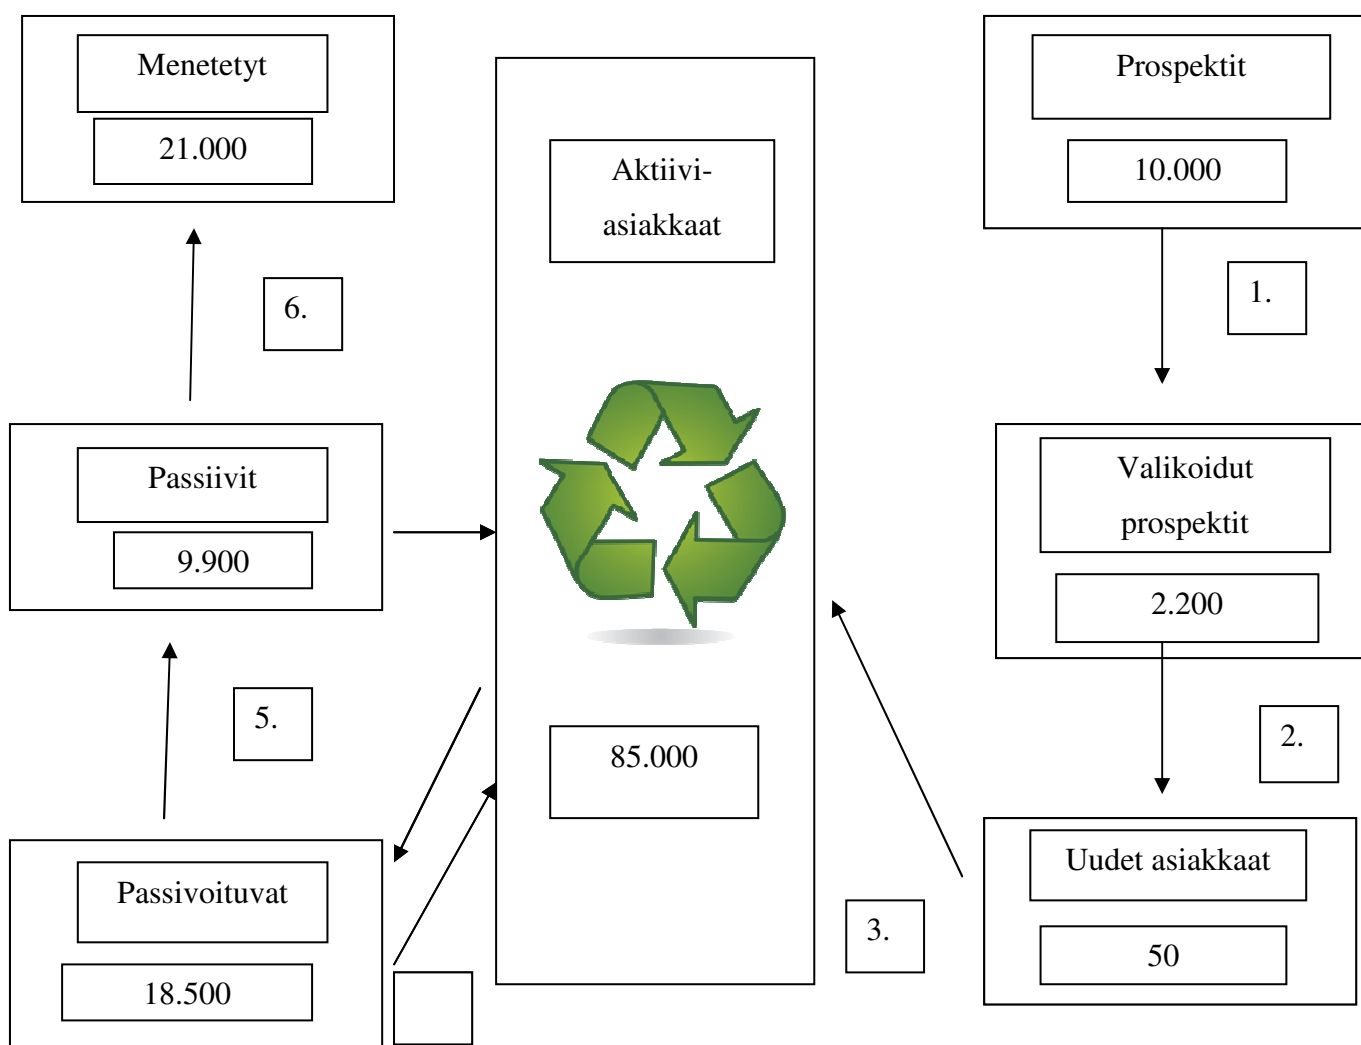 Menetetyt
21.000
Prospektit
10.000
Aktiivi-
asiakkaat
6.
1.
Passiivit
9.900
Valikoidut
prospektit
2.200
5.
85.000
2.
Passivoituvat
18.500
3.
Uudet asiakkaat
50